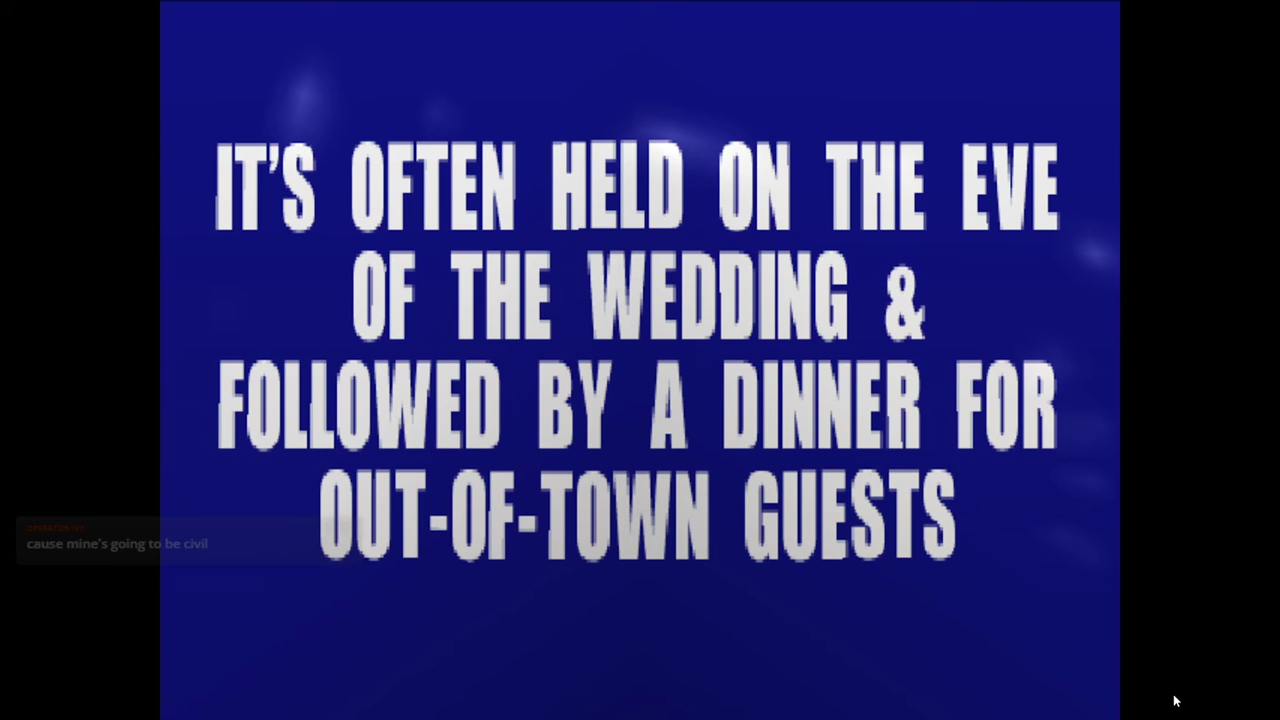 IT'S OFTEN HELD ON THE EVE
OF THE WEDDING &
FOLLOWED BY A DINNER FOR
OUT-OF-TOWN GUESTS
cause mine's going to be civil